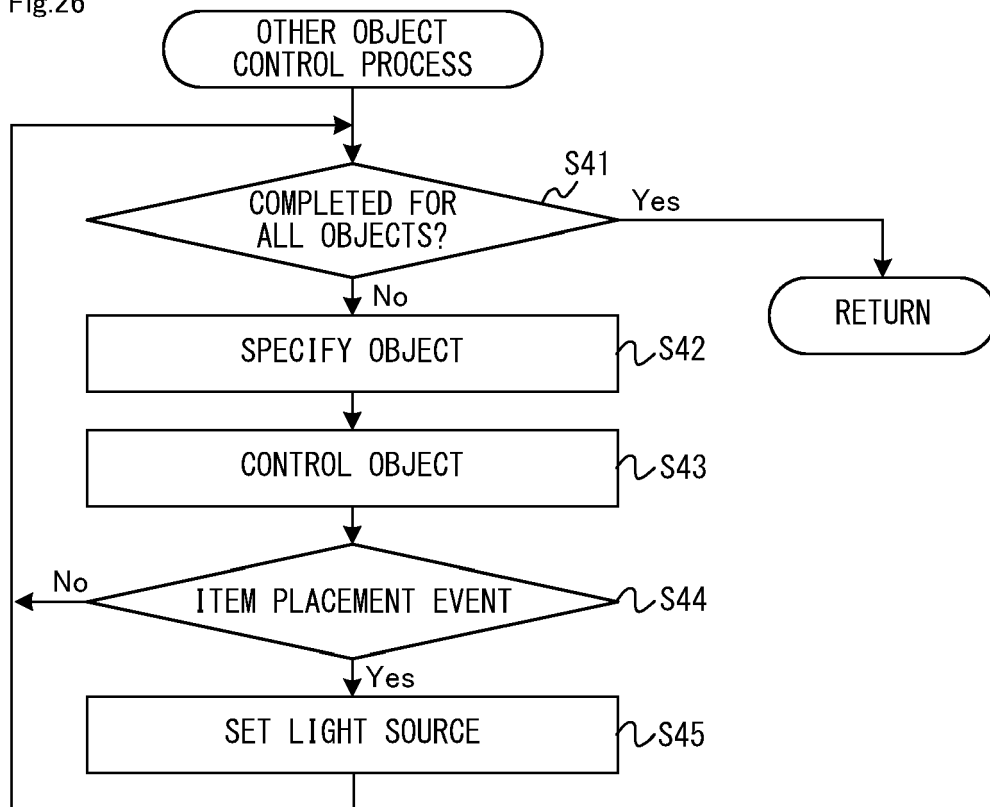 Fig.26
OTHER OBJECT
CONTROL PROCESS
S41
COMPLETED FOR
ALL OBJECTS?
Yes
No
RETURN
SPECIFY OBJECT
S42
CONTROL OBJECT
S43
No
ITEM PLACEMENT EVENT
S44
Yes
SET LIGHT SOURCE
S45